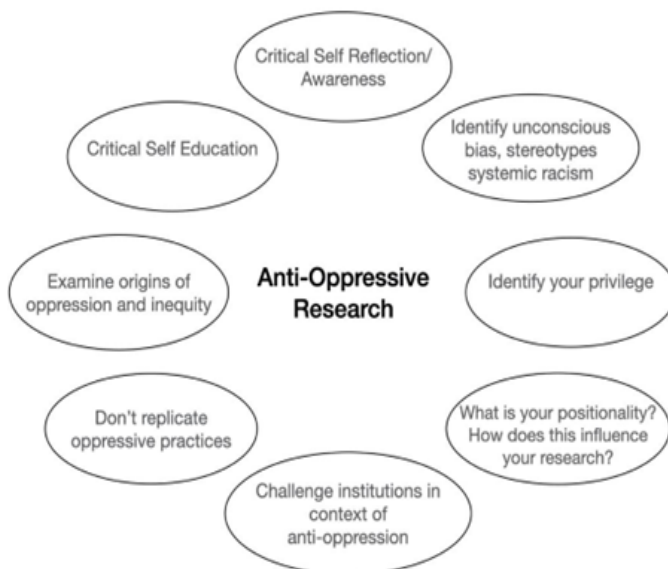 Critical Self Reflection/
Awareness
Identify unconscious
bias, stereotypes
systemic racism
Critical Self Education
Anti-Oppressive
Research
Identify your privilege
Examine origins of
oppression and inequity
What is your positionality?
How does this influence
your research?
Don't replicate
oppressive practices
Challenge institutions in
context of
anti-oppression